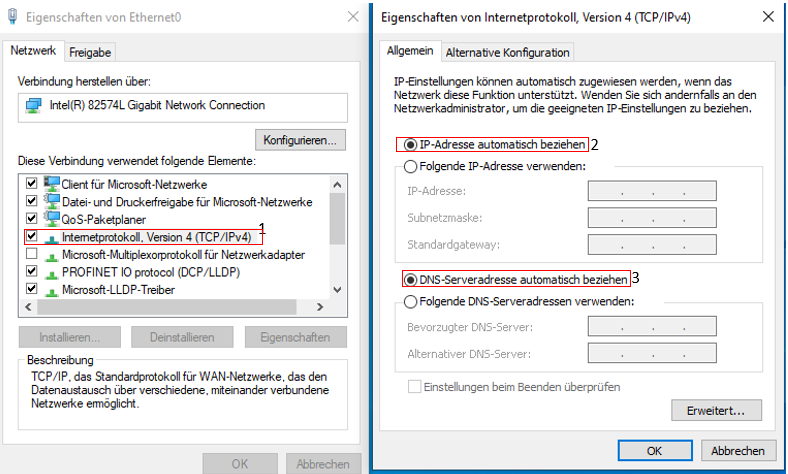 Eigenschaften von Ethernet0
Netzwerk
Freigabe
Verbindung herstellen über:
Intel(R) 82574L Gigabit Network Connection
Konfigurieren...
Diese Verbindung verwendet folgende Elemente:
Client für Microsoft-Netzwerke
Datei- und Druckerfreigabe für Microsoft-Netzwerke
QoS-Paketplaner
Internetprotokoll, Version 4 (TCP/IPv4)
1
Microsoft-Multiplexorprotokoll für Netzwerkadapter
PROFINET IO protocol (DCP/LLDP)
Microsoft-LLDP-Treiber
Installieren...
Deinstallieren
Eigenschaften
Beschreibung
TCP/IP, das Standardprotokoll für WAN-Netzwerke, das den
Datenaustausch über verschiedene, miteinander verbundene
Netzwerke ermöglicht.
OK
Abbrechen
Eigenschaften von Internetprotokoll, Version 4 (TCP/IPv4)
Allgemein
Alternative Konfiguration
IP-Einstellungen können automatisch zugewiesen werden, wenn das
Netzwerk diese Funktion unterstützt. Wenden Sie sich andernfalls an den
Netzwerkadministrator, um die geeigneten IP-Einstellungen zu beziehen.
IP-Adresse automatisch beziehen
2
Folgende IP-Adresse verwenden:
IP-Adresse:
Subnetzmaske:
Standardgateway:
DNS-Serveradresse automatisch beziehen
3
Folgende DNS-Serveradressen verwenden:
Bevorzugter DNS-Server:
Alternativer DNS-Server:
Einstellungen beim Beenden überprüfen
Erweitert...
OK
Abbrechen